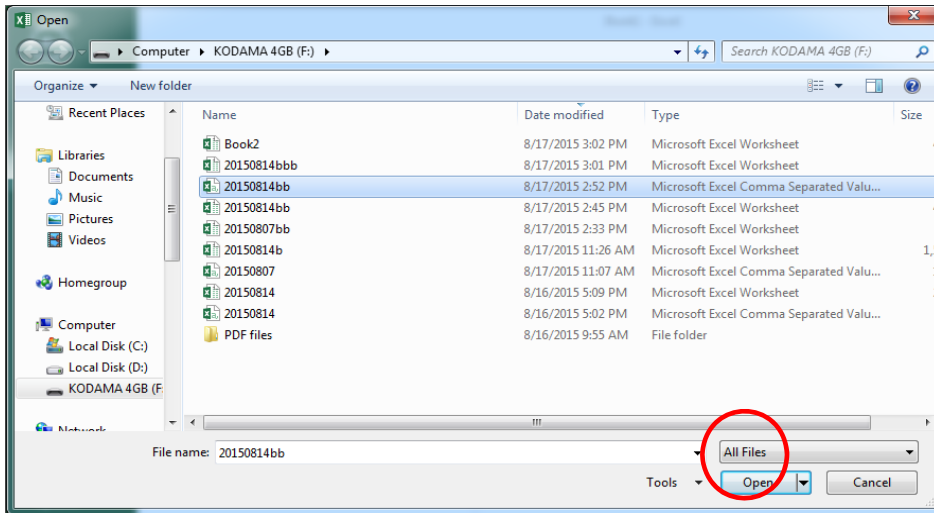 Open
Computer ▸ KODAMA 4GB (F:) ▸
Search KODAMA 4GB (F:)
Organize New folder
Recent Places
Libraries
Documents
Music
Pictures
Videos
Homegroup
Computer
Local Disk (C:)
Local Disk (D:)
KODAMA 4GB (F
Network
Name Date modified Type Size
Book2 8/17/2015 3:02 PM Microsoft Excel Worksheet
20150814bbb 8/17/2015 3:01 PM Microsoft Excel Worksheet
20150814bb 8/17/2015 2:52 PM Microsoft Excel Comma Separated Valu...
20150814bb 8/17/2015 2:45 PM Microsoft Excel Worksheet
20150807bb 8/17/2015 2:33 PM Microsoft Excel Worksheet
20150814b 8/17/2015 11:26 AM Microsoft Excel Worksheet 1,
20150807 8/17/2015 11:07 AM Microsoft Excel Comma Separated Valu...
20150814 8/16/2015 5:09 PM Microsoft Excel Worksheet
20150814 8/16/2015 5:02 PM Microsoft Excel Comma Separated Valu...
PDF files 8/16/2015 9:55 AM File folder
File name: 20150814bb All Files
Tools Open Cancel